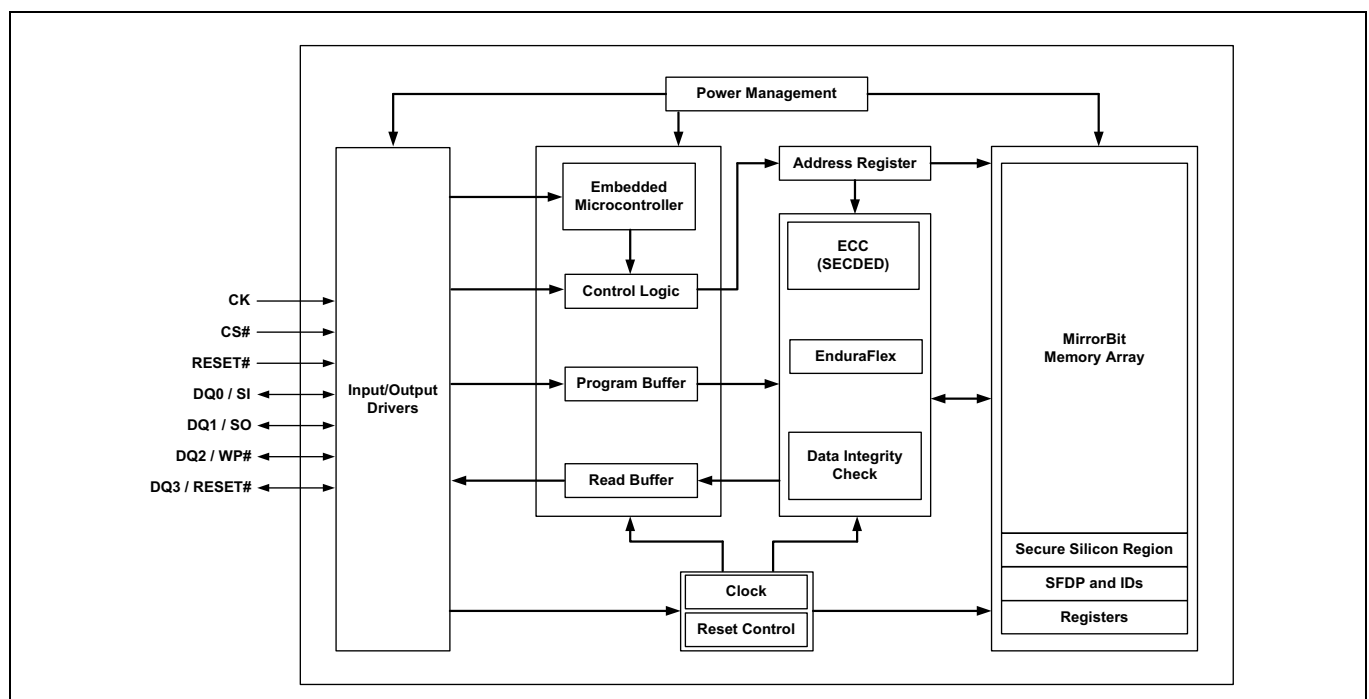 Power Management
Address Register
Embedded
Microcontroller
ECC
(SECDED)
Control Logic
CK
CS#
RESET#
DQ0 / SI
DQ1 / SO
DQ2 / WP#
DQ3 / RESET#
Input/Output
Drivers
Program Buffer
EnduraFlex
MirrorBit
Memory Array
Read Buffer
Data Integrity
Check
Secure Silicon Region
SFDP and IDs
Registers
Clock
Reset Control